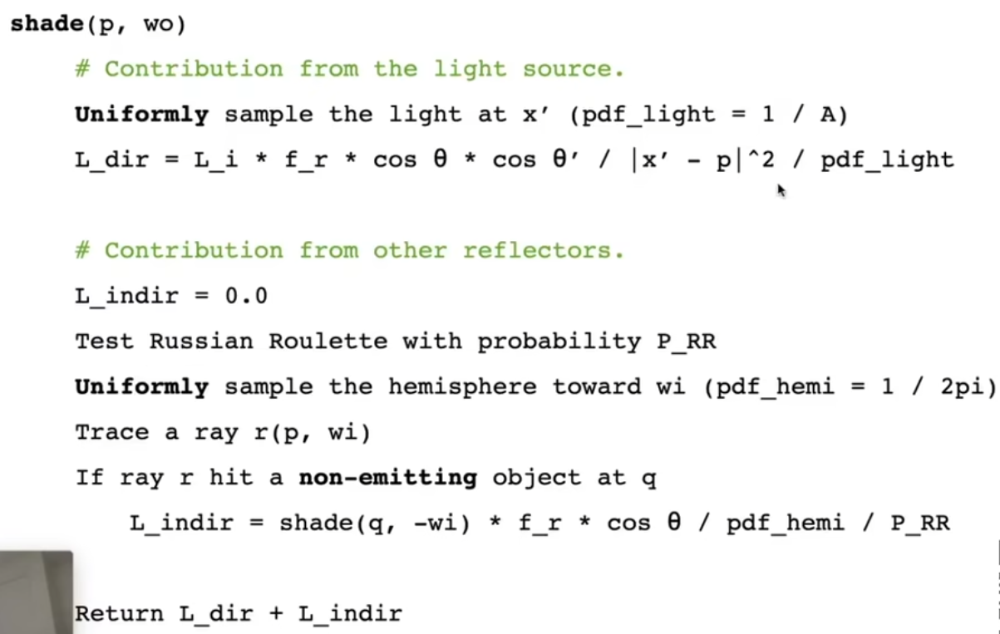 shade(p, wo)
# Contribution from the light source.
Uniformly sample the light at x′ (pdf_light = 1 / A)
L_dir = L_i * f_r * cos θ * cos θ′ / |x′ - p|^2 / pdf_light
# Contribution from other reflectors.
L_indir = 0.0
Test Russian Roulette with probability P_RR
Uniformly sample the hemisphere toward wi (pdf_hemi = 1 / 2pi)
Trace a ray r(p, wi)
If ray r hit a non-emitting object at q
L_indir = shade(q, -wi) * f_r * cos θ / pdf_hemi / P_RR
Return L_dir + L_indir